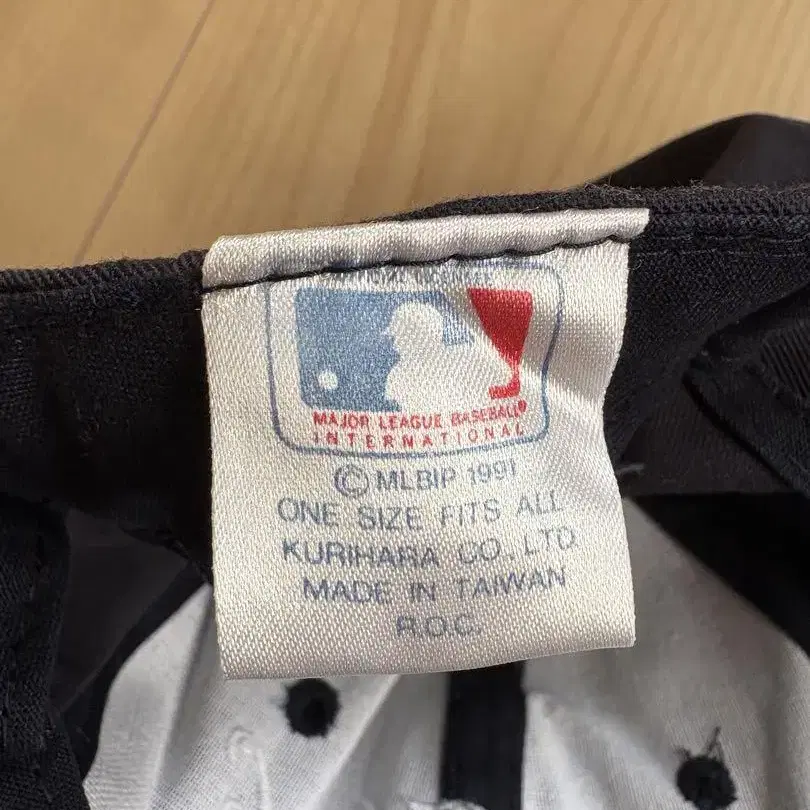 MAJOR LEAGUE BASEBALL®
INTERNATIONAL
© MLBIP 1991
ONE SIZE FITS ALL
KURIHARA CO. LTD
MADE IN TAIWAN
R.O.C.